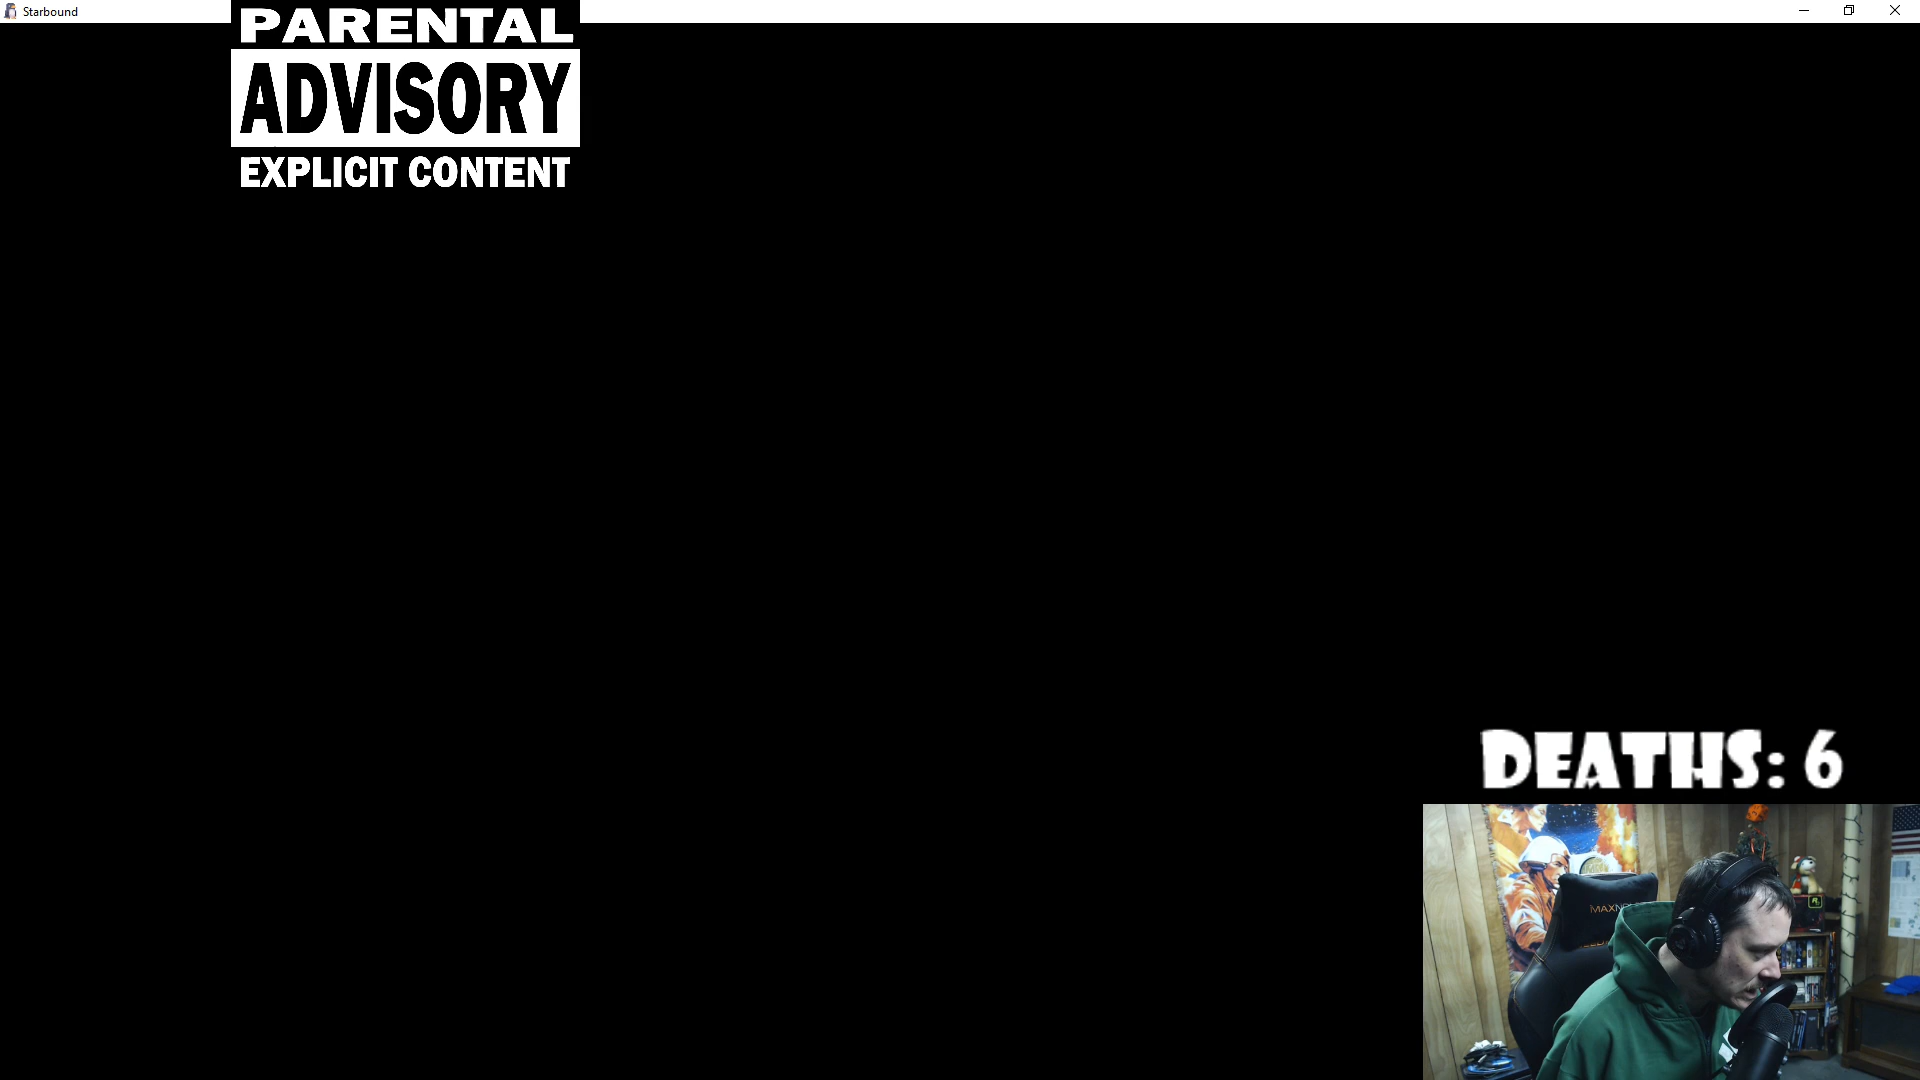 Starbound
PARENTAL
ADVISORY
EXPLICIT CONTENT
DEATHS: 6